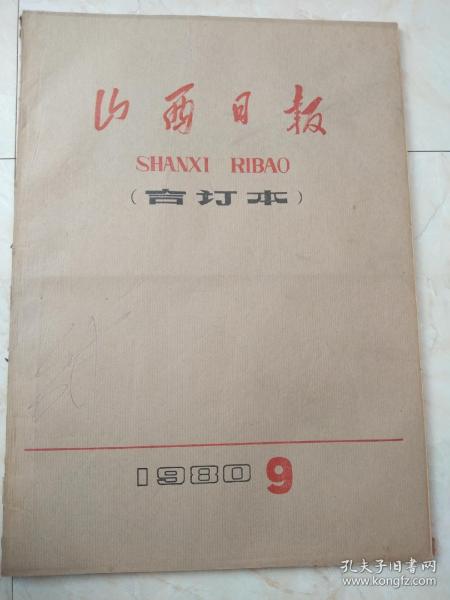 山西日报
SHANXI RIBAO
(合订本)
1980 9
孔夫子旧书网
www.kongfz.com